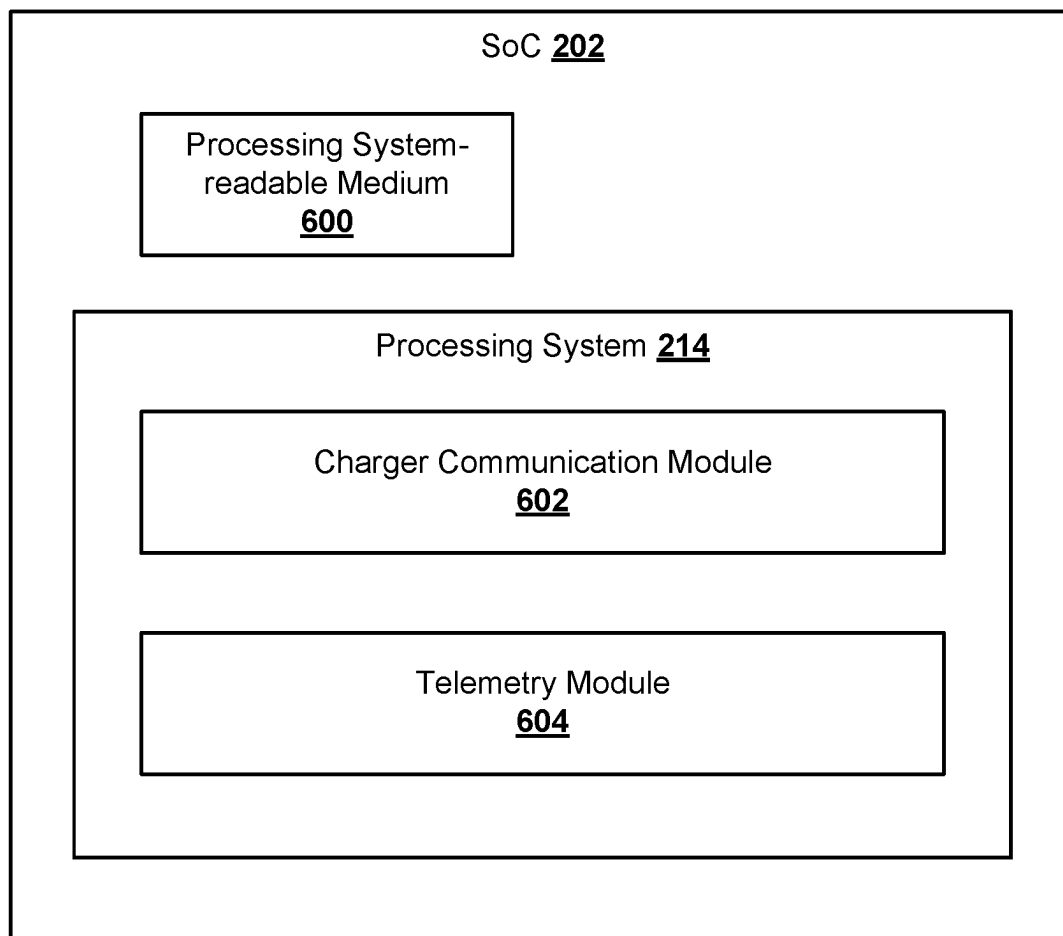 SoC 202
Processing System-
readable Medium
600
Processing System 214
Charger Communication Module
602
Telemetry Module
604